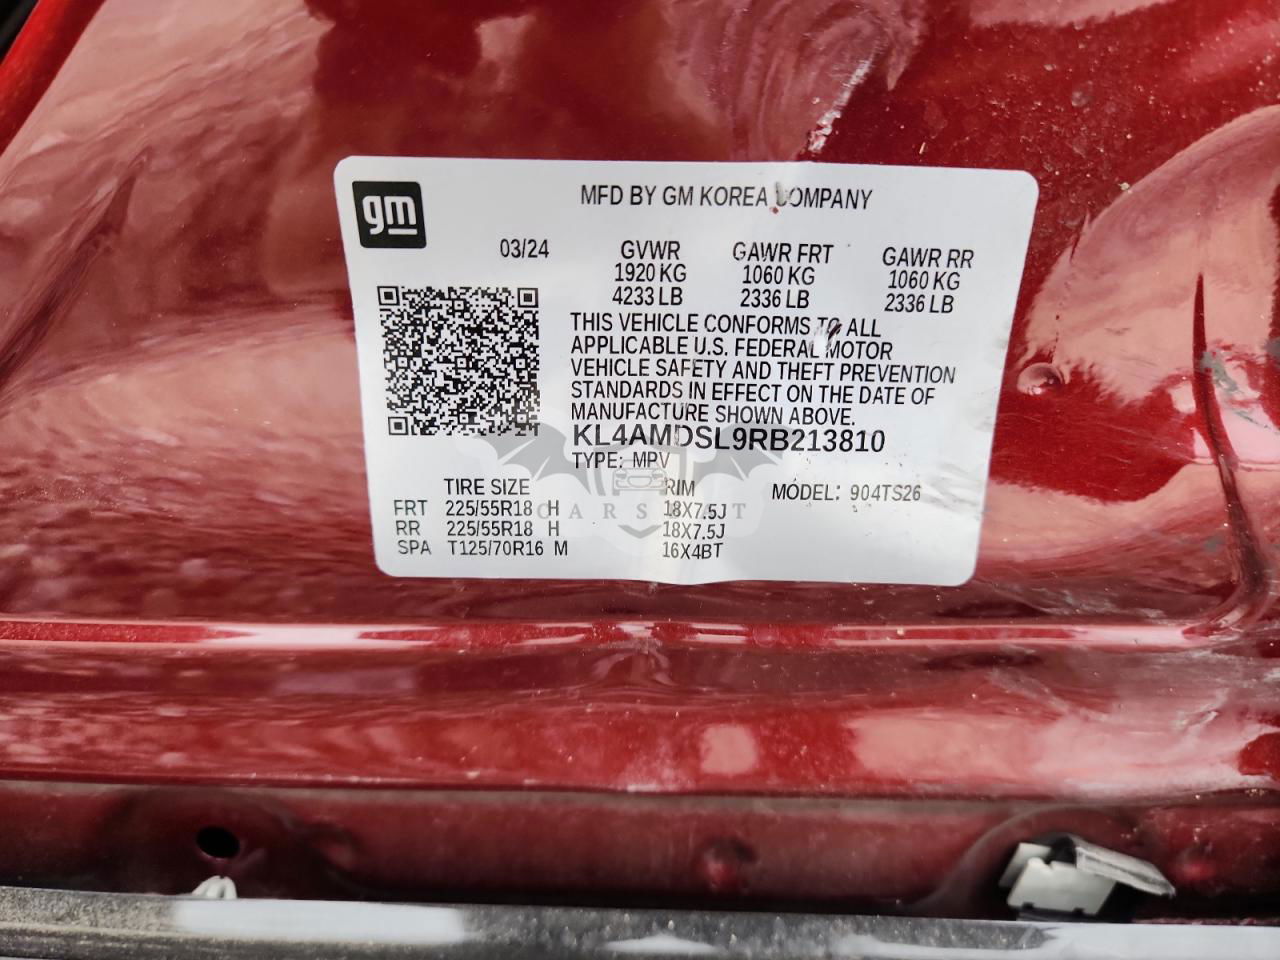 gm
MFD BY GM KOREA COMPANY
03/24 GVWR GAWR FRT GAWR RR
1920 KG 1060 KG 1060 KG
4233 LB 2336 LB 2336 LB
THIS VEHICLE CONFORMS TO ALL
APPLICABLE U.S. FEDERAL MOTOR
VEHICLE SAFETY AND THEFT PREVENTION
STANDARDS IN EFFECT ON THE DATE OF
MANUFACTURE SHOWN ABOVE.
KL4AMDSL9RB213810
TYPE: MPV
TIRE SIZE RIM MODEL: 904TS26
FRT 225/55R18 H 18X7.5J
RR 225/55R18 H 18X7.5J
SPA T125/70R16 M 16X4BT